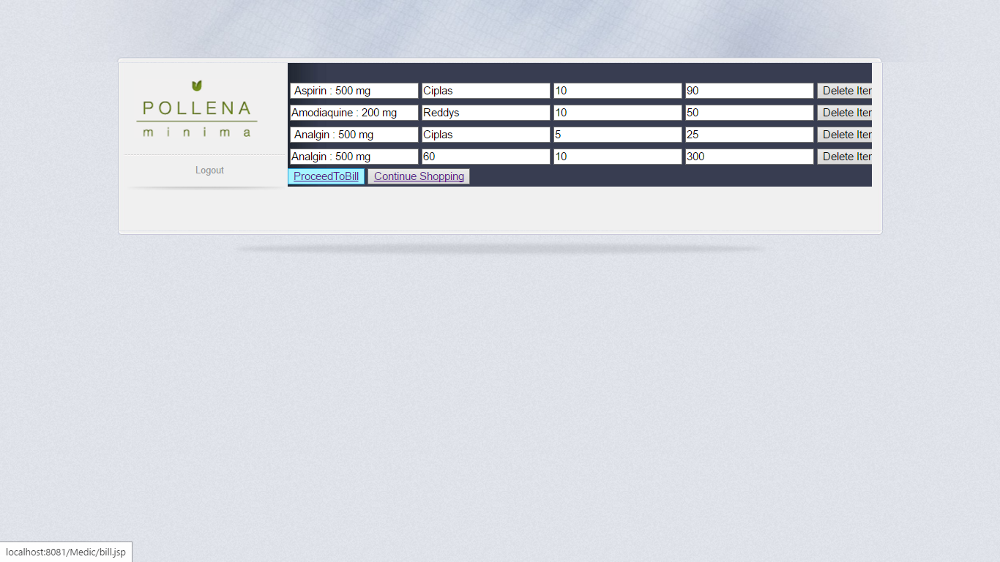 POLLENA
minima
Logout
Aspirin : 500 mg Ciplas 10 90 Delete Iter
Amodiaquine : 200 mg Reddys 10 50 Delete Iter
Analgin : 500 mg Ciplas 5 25 Delete Iter
Analgin : 500 mg 60 10 300 Delete Iter
ProceedToBill Continue Shopping
localhost:8081/Medic/bill.jsp